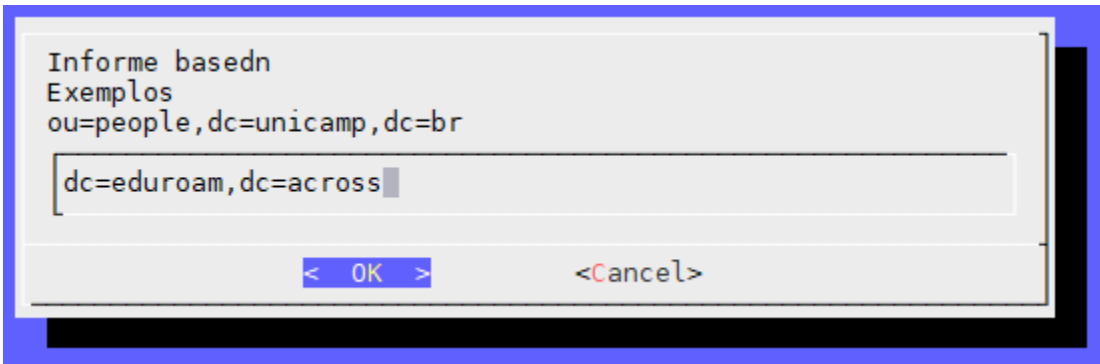 Informe basedn
Exemplos
ou=people,dc=unicamp,dc=br
dc=eduroam,dc=across
<  OK  > <Cancel>